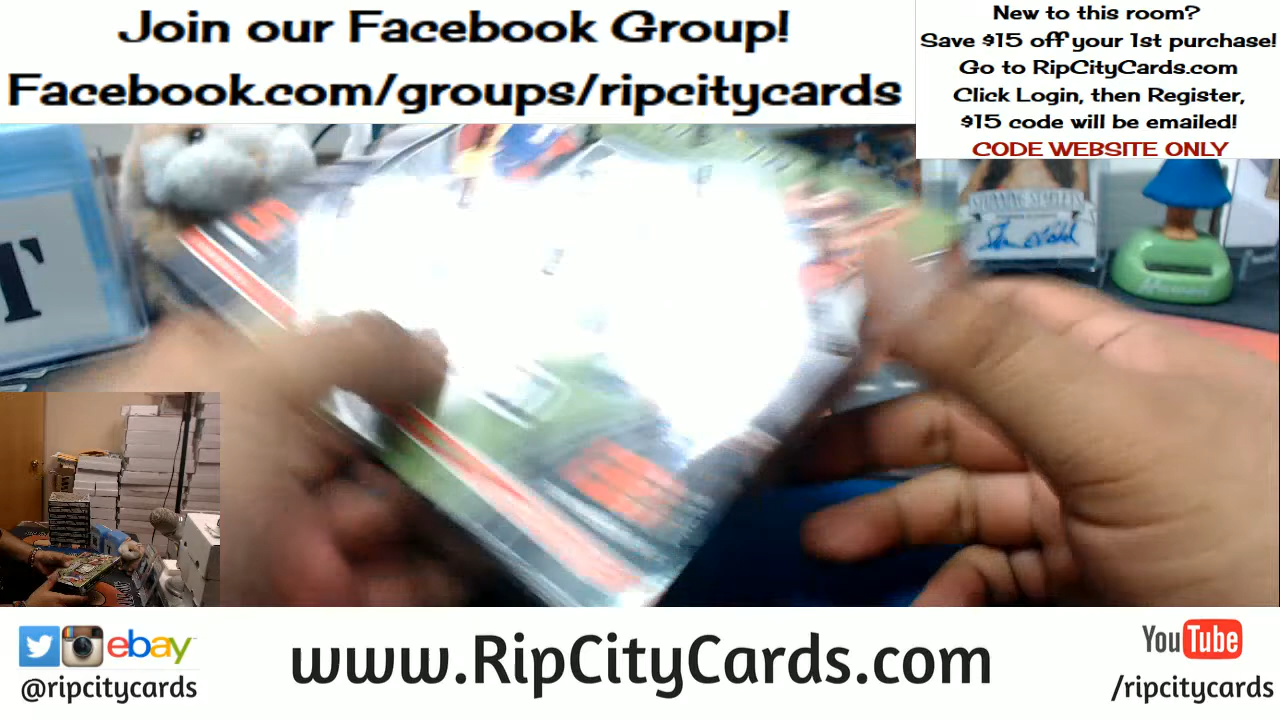 Join our Facebook Group!
Facebook.com/groups/ripcitycards
New to this room?
Save $15 off your 1st purchase!
Go to RipCityCards.com
Click Login, then Register,
$15 code will be emailed!
CODE WEBSITE ONLY
T
ebay
@ripcitycards
www.RipCityCards.com
YouTube
/ripcitycards